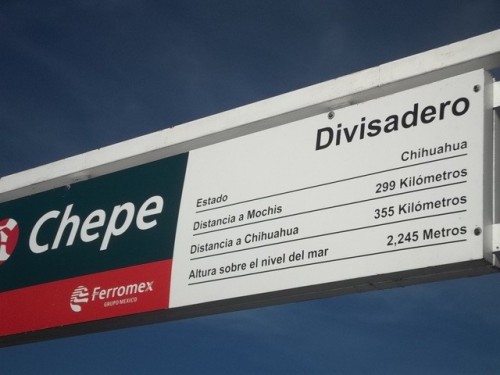 Chepe
Ferromex
GRUPO MEXICO
Divisadero
Estado Chihuahua
Distancia a Mochis 299 Kilómetros
Distancia a Chihuahua 355 Kilómetros
Altura sobre el nivel del mar 2,245 Metros